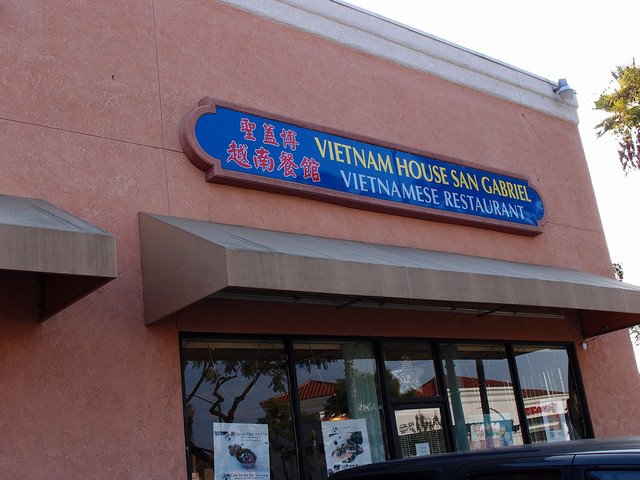 聖蓋博
越南餐館
VIETNAM HOUSE SAN GABRIEL
VIETNAMESE RESTAURANT